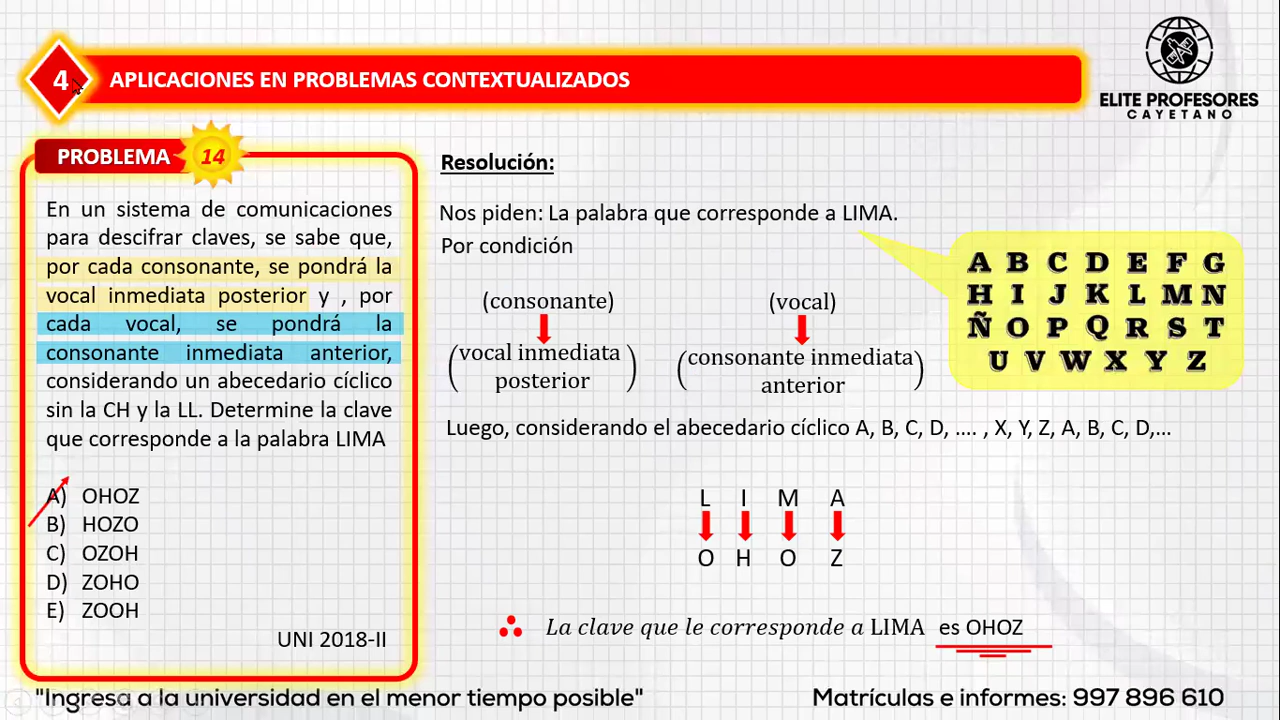 4
APLICACIONES EN PROBLEMAS CONTEXTUALIZADOS
ELITE PROFESORES
CAYETANO
PROBLEMA 14
En un sistema de comunicaciones
para descifrar claves, se sabe que,
por cada consonante, se pondrá la
vocal inmediata posterior y , por
cada vocal, se pondrá la
consonante inmediata anterior,
considerando un abecedario cíclico
sin la CH y la LL. Determine la clave
que corresponde a la palabra LIMA
A) OHOZ
B) HOZO
C) OZOH
D) ZOHO
E) ZOOH
UNI 2018-II
Resolución:
Nos piden: La palabra que corresponde a LIMA.
Por condición
(consonante) (vocal)
(vocal inmediata posterior) (consonante inmediata anterior)
A B C D E F G
H I J K L M N
Ñ O P Q R S T
U V W X Y Z
Luego, considerando el abecedario cíclico A, B, C, D, .... , X, Y, Z, A, B, C, D,...
L I M A
O H O Z
∴ La clave que le corresponde a LIMA es OHOZ
"Ingresa a la universidad en el menor tiempo posible"
Matrículas e informes: 997 896 610